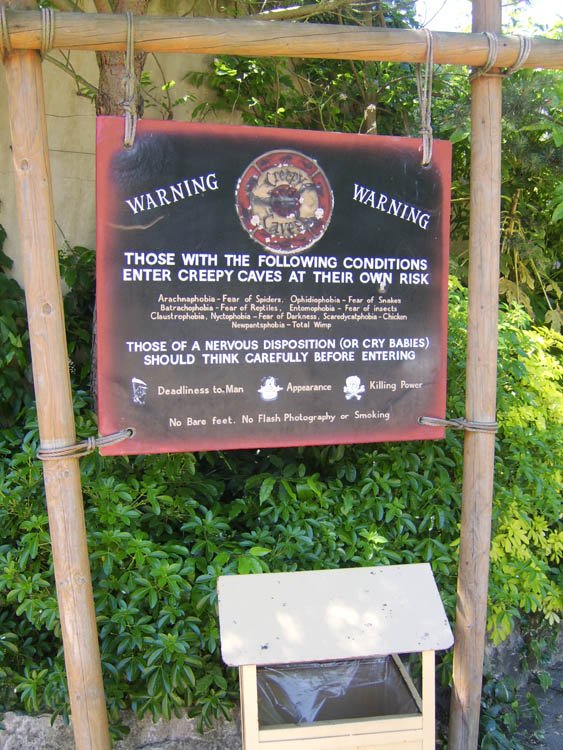 WARNING
Creepy
Caves
WARNING
THOSE WITH THE FOLLOWING CONDITIONS
ENTER CREEPY CAVES AT THEIR OWN RISK
Arachnaphobia - Fear of Spiders, Ophidiophobia - Fear of Snakes
Batrachophobia - Fear of Reptiles, Entomophobia - Fear of insects
Claustrophobia, Nyctophobia - Fear of Darkness, Scaredycatphobia - Chicken
Newpantsphobia - Total Wimp
THOSE OF A NERVOUS DISPOSITION (OR CRY BABIES)
SHOULD THINK CAREFULLY BEFORE ENTERING
Deadliness to.Man Appearance Killing Power
No Bare feet. No Flash Photography or Smoking